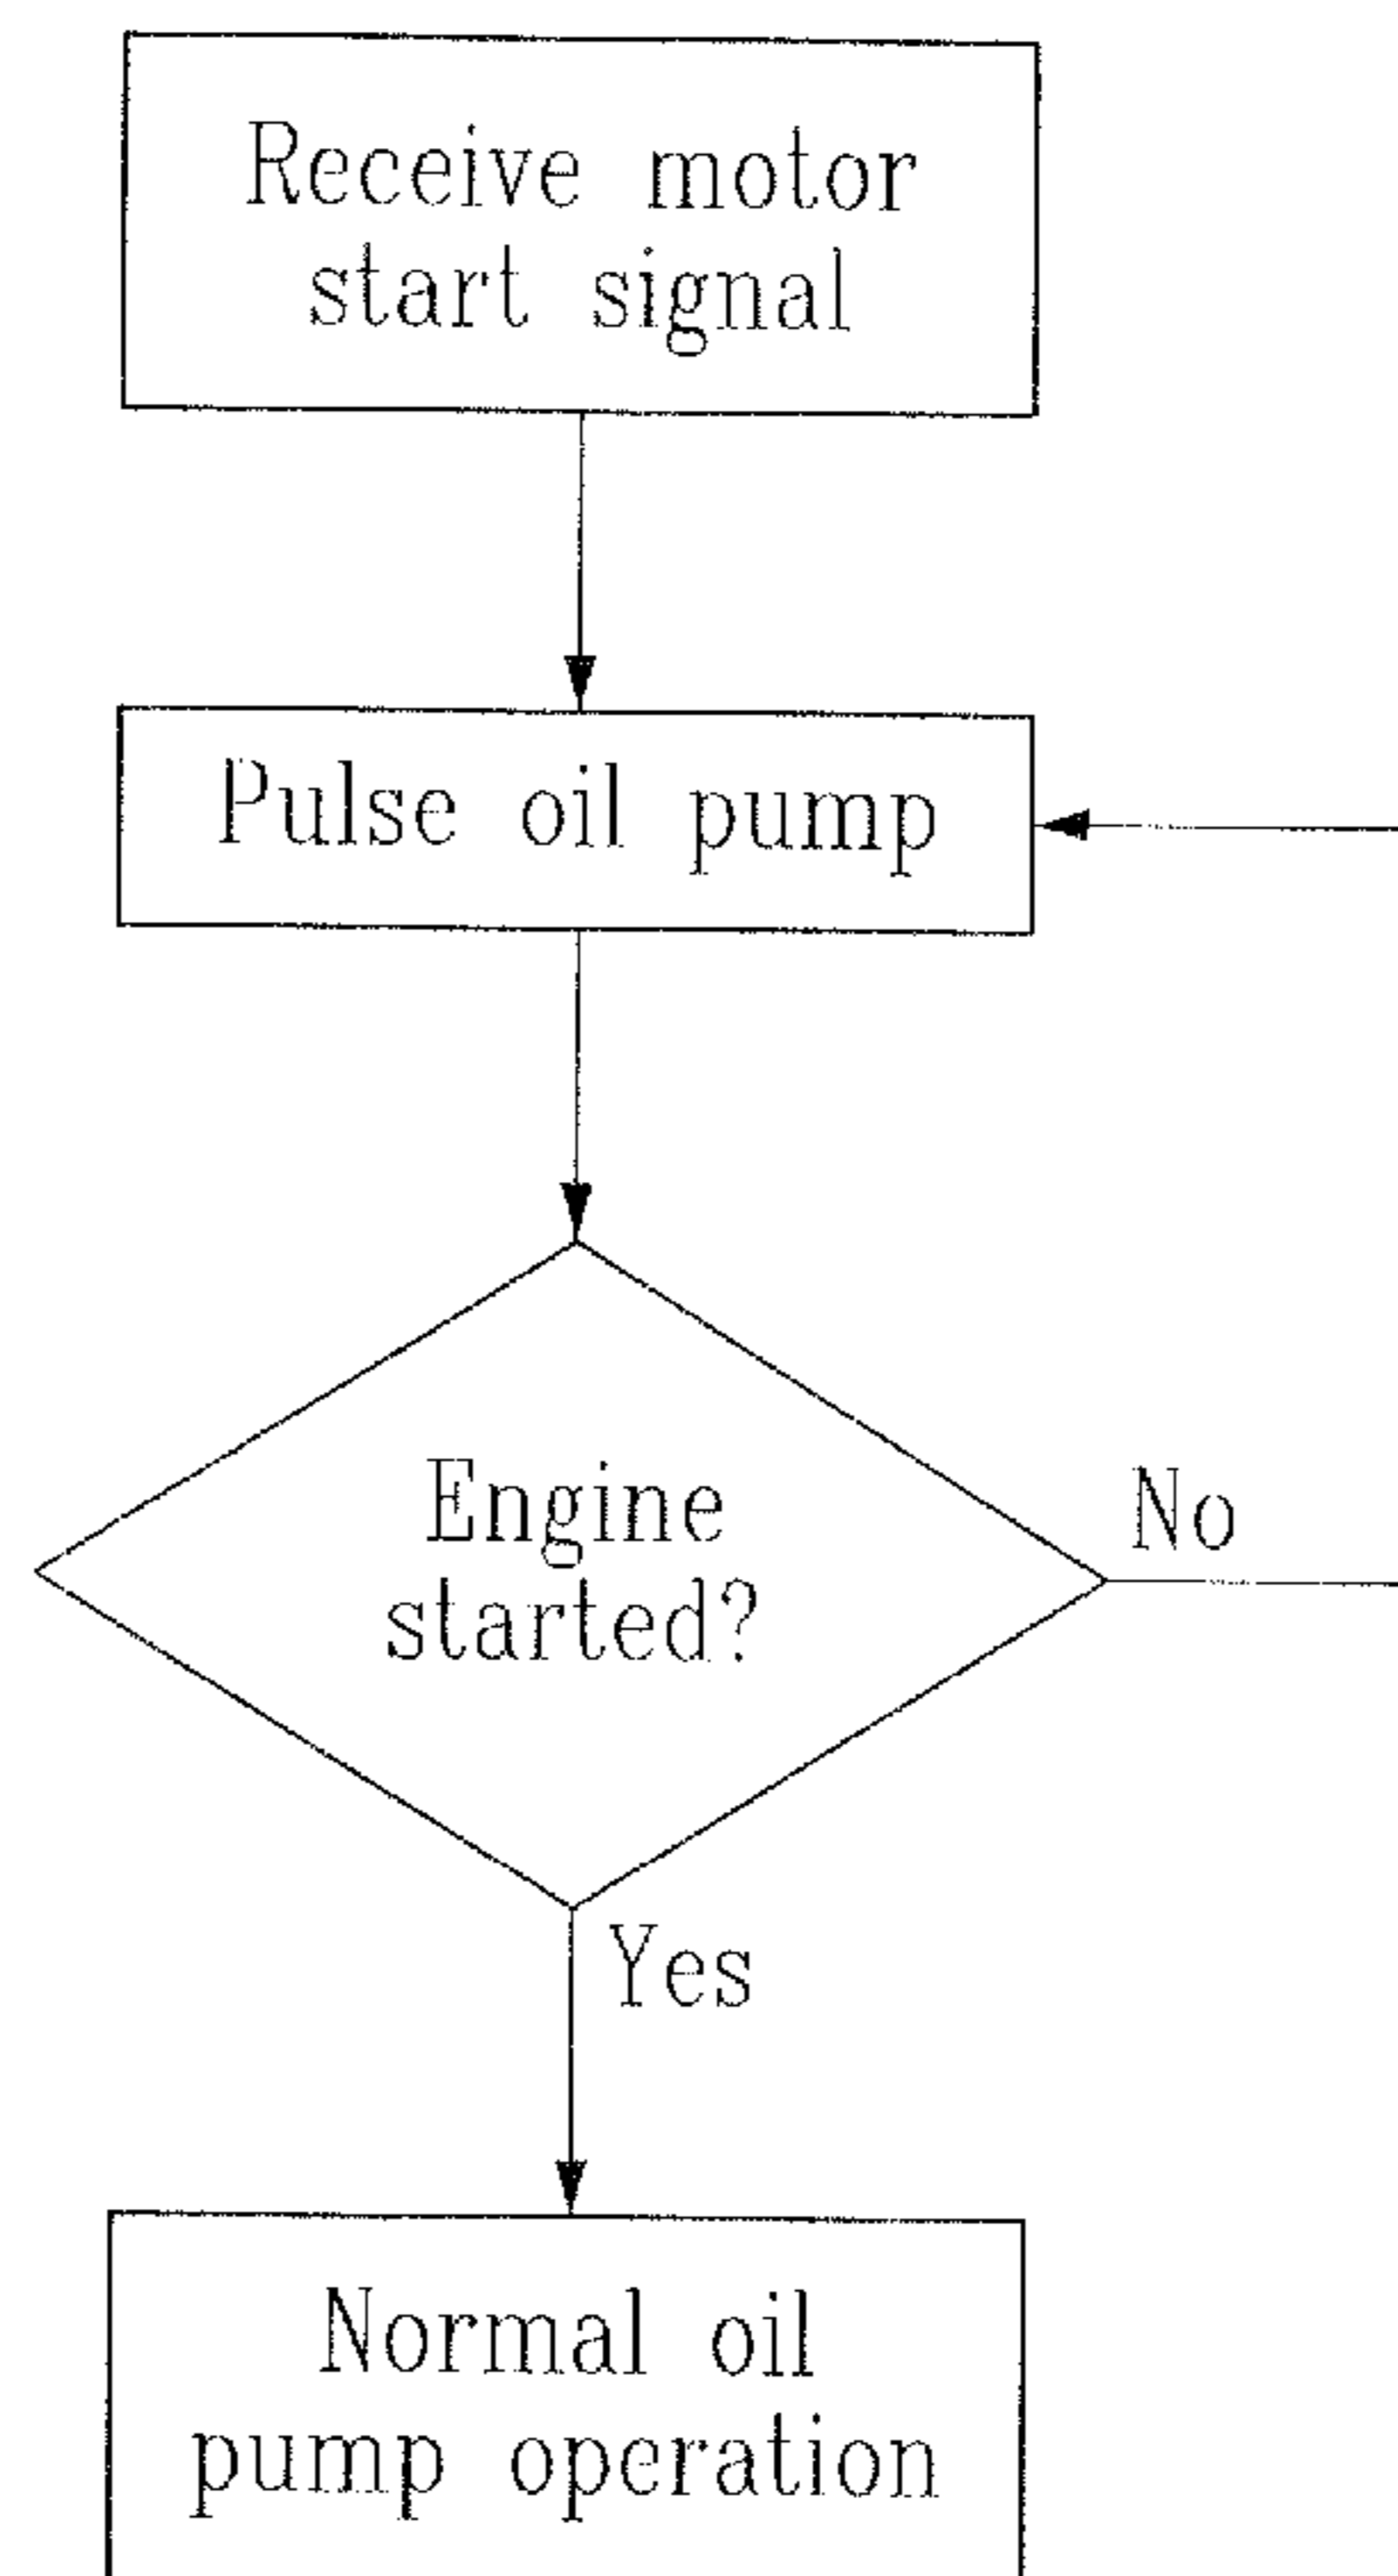 Receive motor
start signal
Pulse oil pump
Engine
started?
No
Yes
Normal oil
pump operation